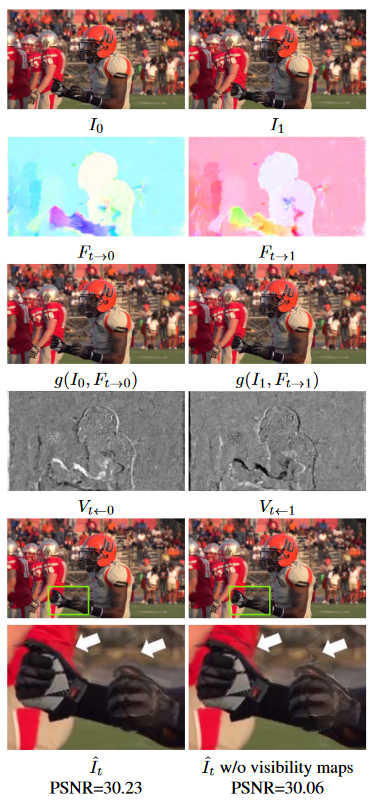 I₀ I₁
Fₜ→₀ Fₜ→₁
g(I₀, Fₜ→₀) g(I₁, Fₜ→₁)
Vₜ←₀ Vₜ←₁
Îₜ Îₜ w/o visibility maps
PSNR=30.23 PSNR=30.06